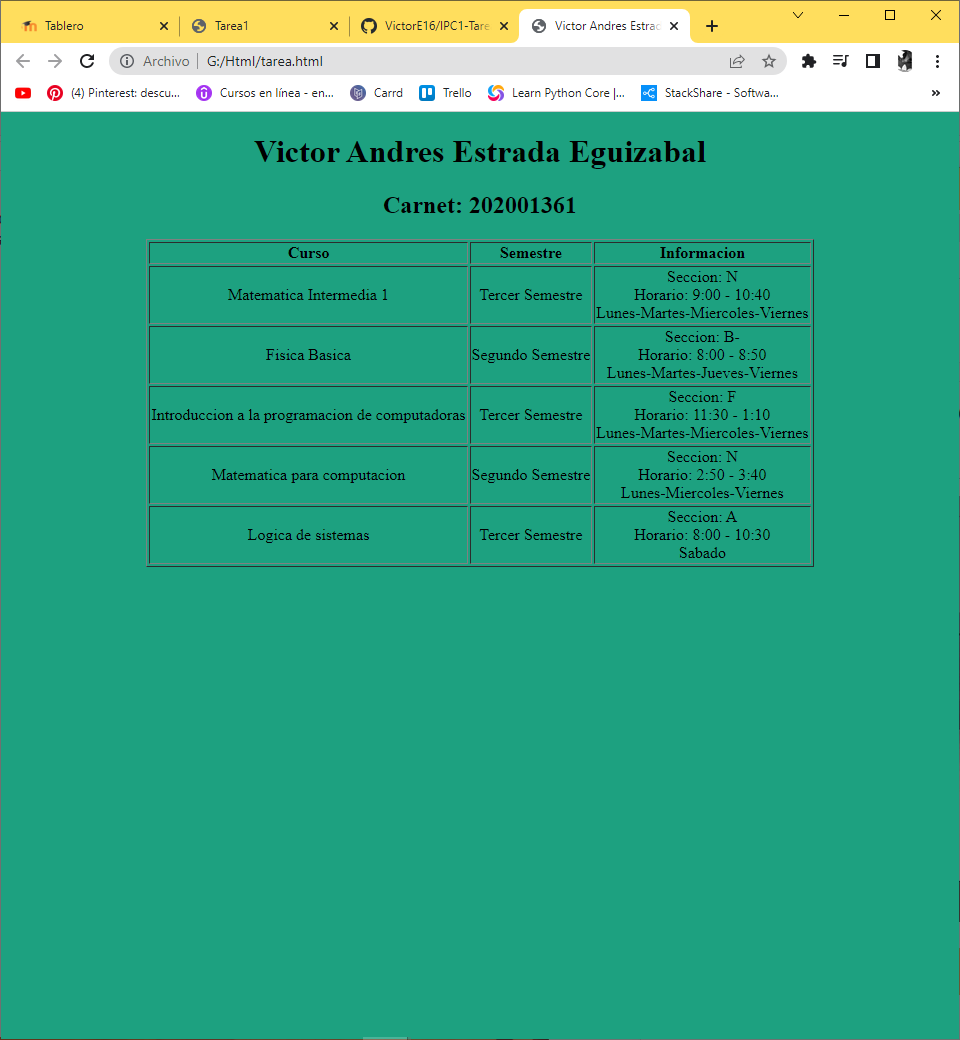 Tablero
Tarea1
VictorE16/IPC1-Tare
Victor Andres Estrac
Archivo
G:/Html/tarea.html
(4) Pinterest: descu...
Cursos en línea - en...
Carrd
Trello
Learn Python Core |...
StackShare - Softwa...
»
Victor Andres Estrada Eguizabal
Carnet: 202001361
Curso Semestre Informacion
Matematica Intermedia 1
Tercer Semestre
Seccion: N
Horario: 9:00 - 10:40
Lunes-Martes-Miercoles-Viernes
Fisica Basica
Segundo Semestre
Seccion: B-
Horario: 8:00 - 8:50
Lunes-Martes-Jueves-Viernes
Introduccion a la programacion de computadoras
Tercer Semestre
Seccion: F
Horario: 11:30 - 1:10
Lunes-Martes-Miercoles-Viernes
Matematica para computacion
Segundo Semestre
Seccion: N
Horario: 2:50 - 3:40
Lunes-Miercoles-Viernes
Logica de sistemas
Tercer Semestre
Seccion: A
Horario: 8:00 - 10:30
Sabado